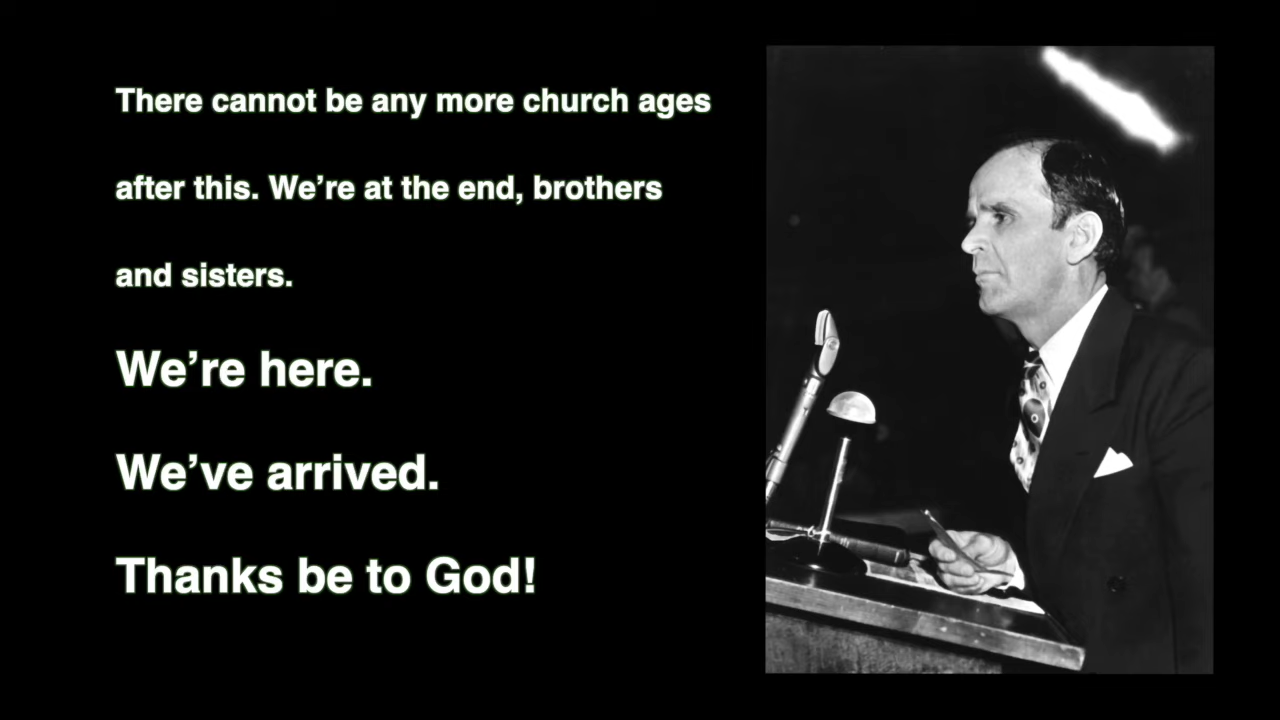 There cannot be any more church ages
after this. We’re at the end, brothers
and sisters.
We’re here.
We’ve arrived.
Thanks be to God!